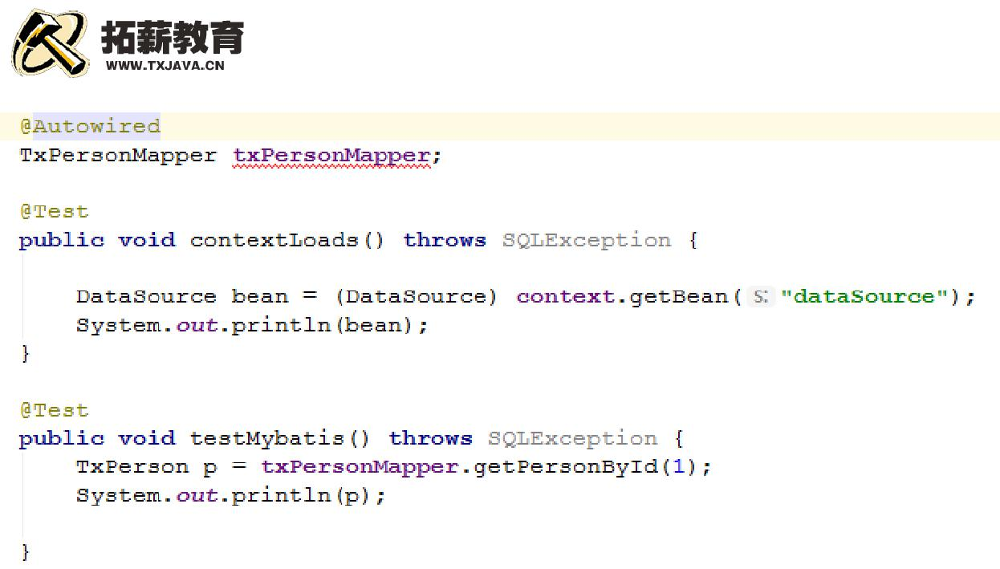 拓薪教育
WWW.TXJAVA.CN
@Autowired
TxPersonMapper txPersonMapper;
@Test
public void contextLoads() throws SQLException {
DataSource bean = (DataSource) context.getBean( s: "dataSource");
System.out.println(bean);
}
@Test
public void testMybatis() throws SQLException {
TxPerson p = txPersonMapper.getPersonById(1);
System.out.println(p);
}